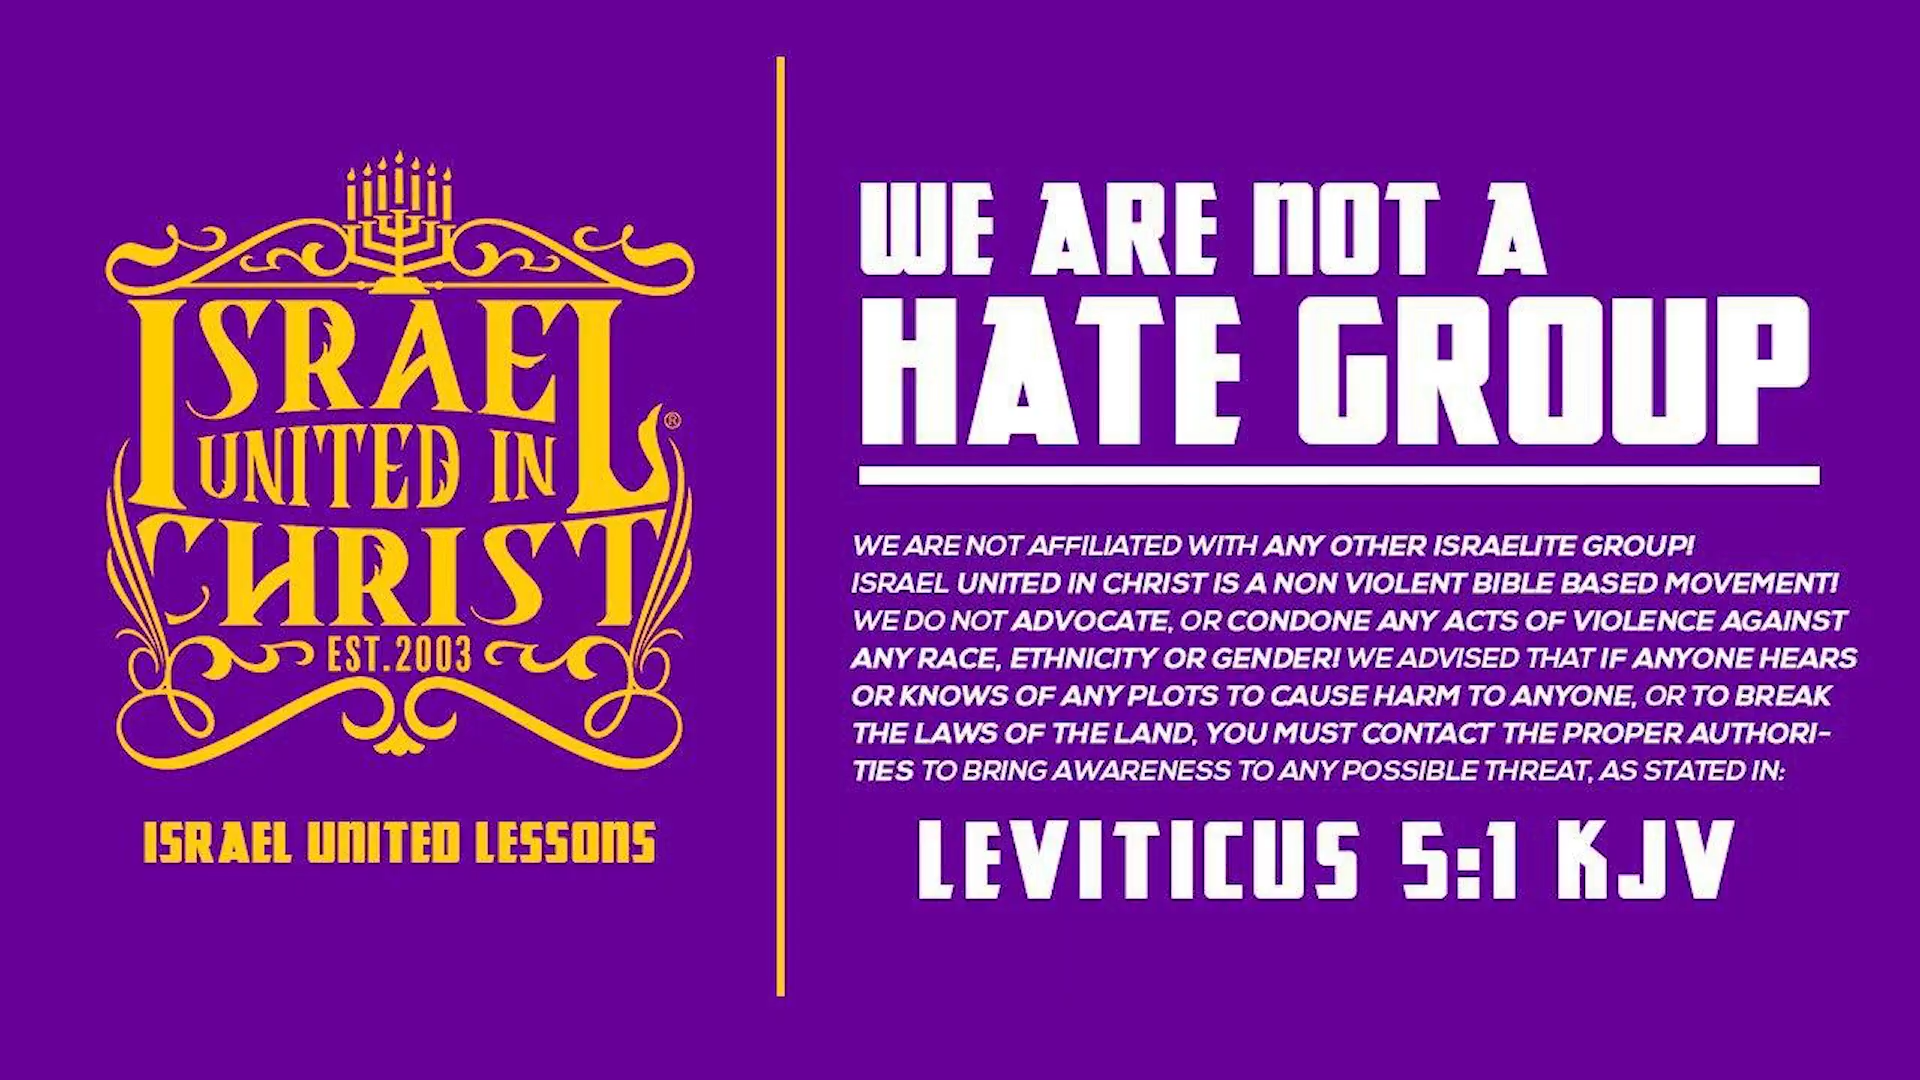 ISRAEL
UNITED IN
CHRIST
®
EST.2003
ISRAEL UNITED LESSONS
WE ARE NOT A
HATE GROUP
WE ARE NOT AFFILIATED WITH ANY OTHER ISRAELITE GROUP!
ISRAEL UNITED IN CHRIST IS A NON VIOLENT BIBLE BASED MOVEMENT!
WE DO NOT ADVOCATE, OR CONDONE ANY ACTS OF VIOLENCE AGAINST
ANY RACE, ETHNICITY OR GENDER! WE ADVISED THAT IF ANYONE HEARS
OR KNOWS OF ANY PLOTS TO CAUSE HARM TO ANYONE, OR TO BREAK
THE LAWS OF THE LAND, YOU MUST CONTACT THE PROPER AUTHORI-
TIES TO BRING AWARENESS TO ANY POSSIBLE THREAT, AS STATED IN:
LEVITICUS 5:1 KJV